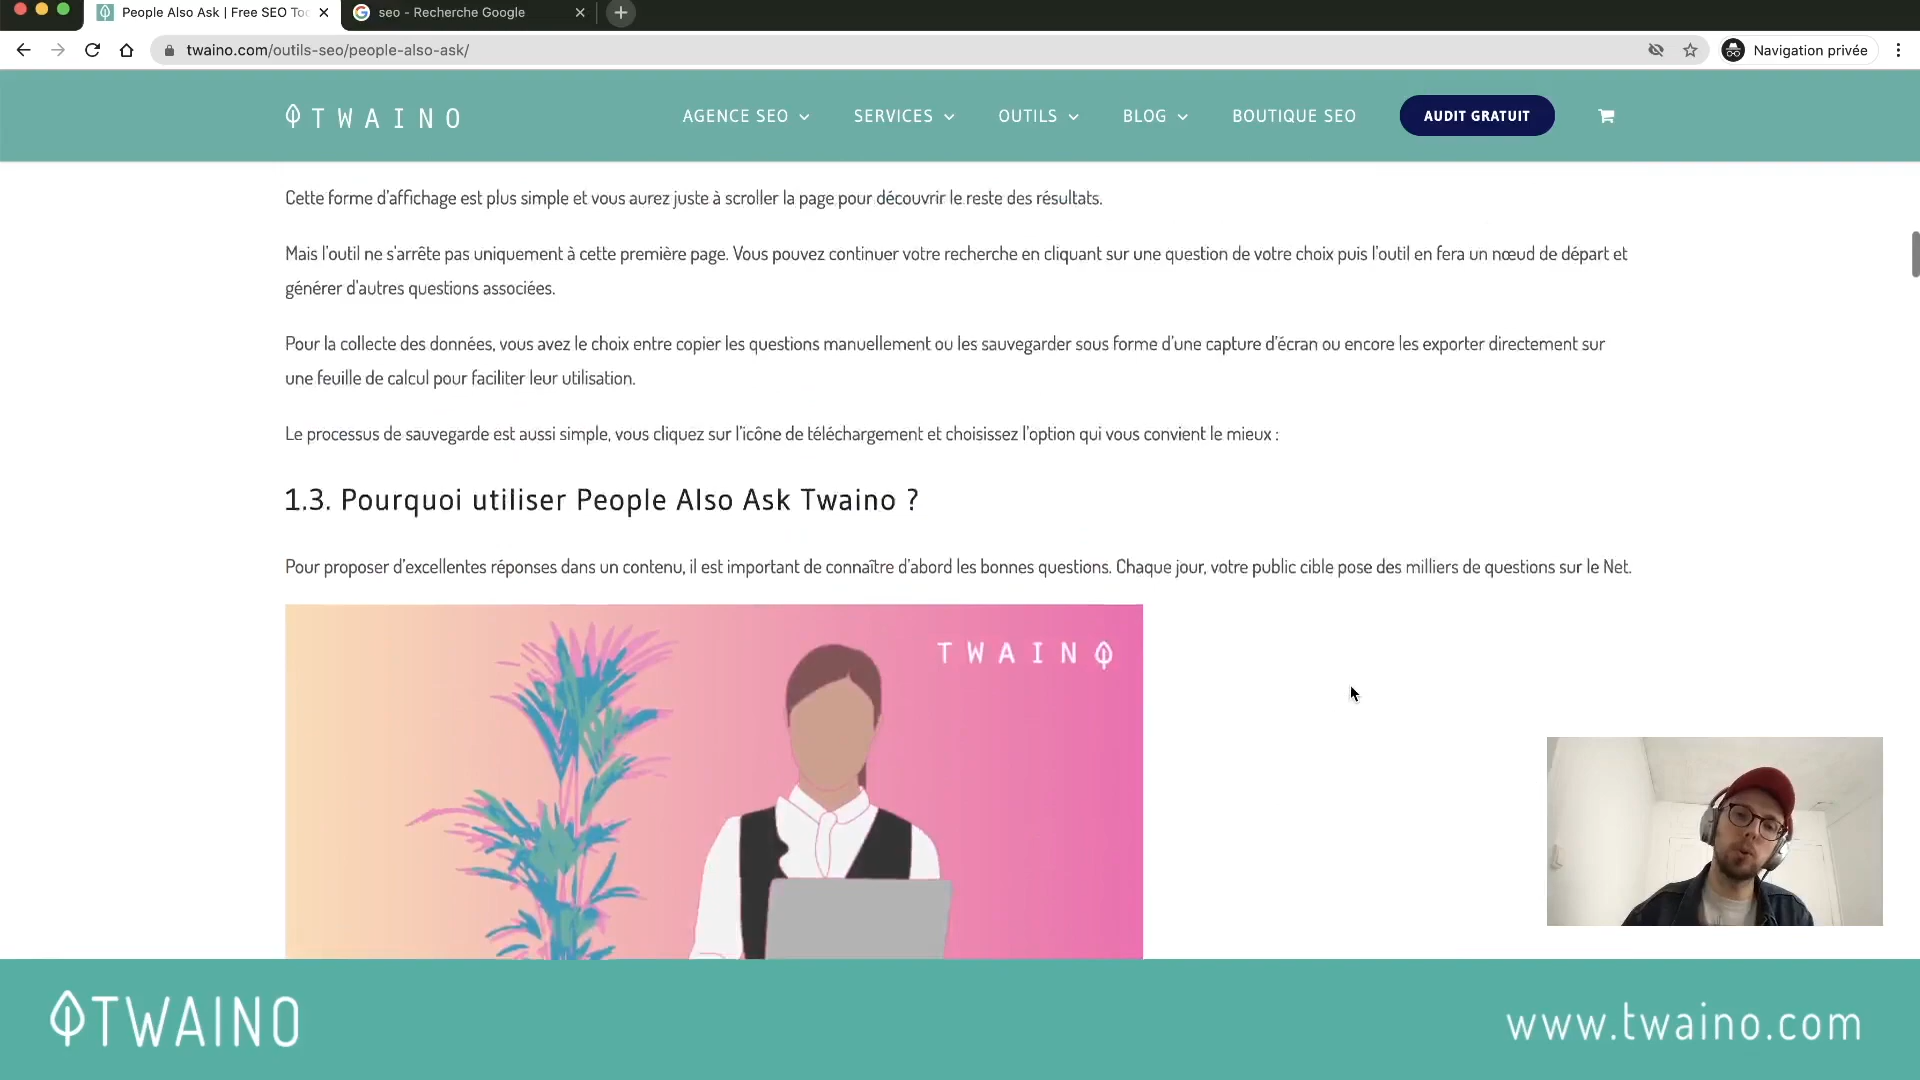 People Also Ask | Free SEO Too
seo - Recherche Google
twaino.com/outils-seo/people-also-ask/
Navigation privée
TWAINO
AGENCE SEO
SERVICES
OUTILS
BLOG
BOUTIQUE SEO
AUDIT GRATUIT
Cette forme d'affichage est plus simple et vous aurez juste à scroller la page pour découvrir le reste des résultats.
Mais l'outil ne s'arrête pas uniquement à cette première page. Vous pouvez continuer votre recherche en cliquant sur une question de votre choix puis l'outil en fera un nœud de départ et
générer d'autres questions associées.
Pour la collecte des données, vous avez le choix entre copier les questions manuellement ou les sauvegarder sous forme d'une capture d'écran ou encore les exporter directement sur
une feuille de calcul pour faciliter leur utilisation.
Le processus de sauvegarde est aussi simple, vous cliquez sur l'icône de téléchargement et choisissez l'option qui vous convient le mieux :
1.3. Pourquoi utiliser People Also Ask Twaino ?
Pour proposer d'excellentes réponses dans un contenu, il est important de connaître d'abord les bonnes questions. Chaque jour, votre public cible pose des milliers de questions sur le Net.
TWAINO
TWAINO
www.twaino.com